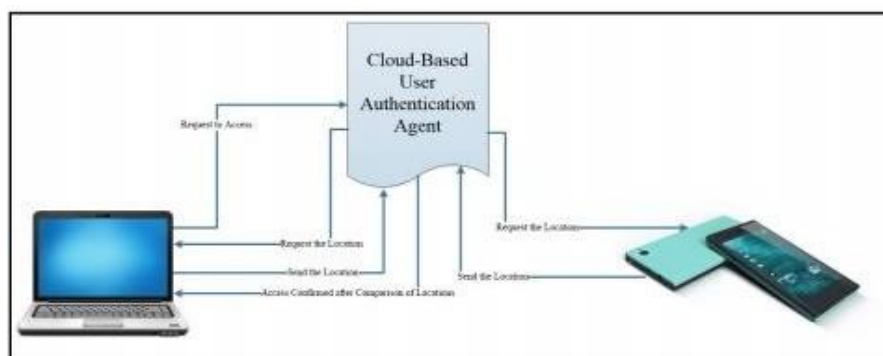 Cloud-Based
User
Authentication
Agent
Request to Access
Request the Location
Request the Location
Send the Location
Send the Location
Access Confirmed after Comparison of Locations